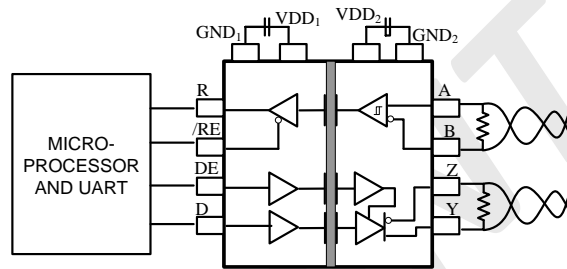 GND1 VDD1 VDD2 GND2
R
/RE
DE
D
MICRO-
PROCESSOR
AND UART
A
B
Z
Y